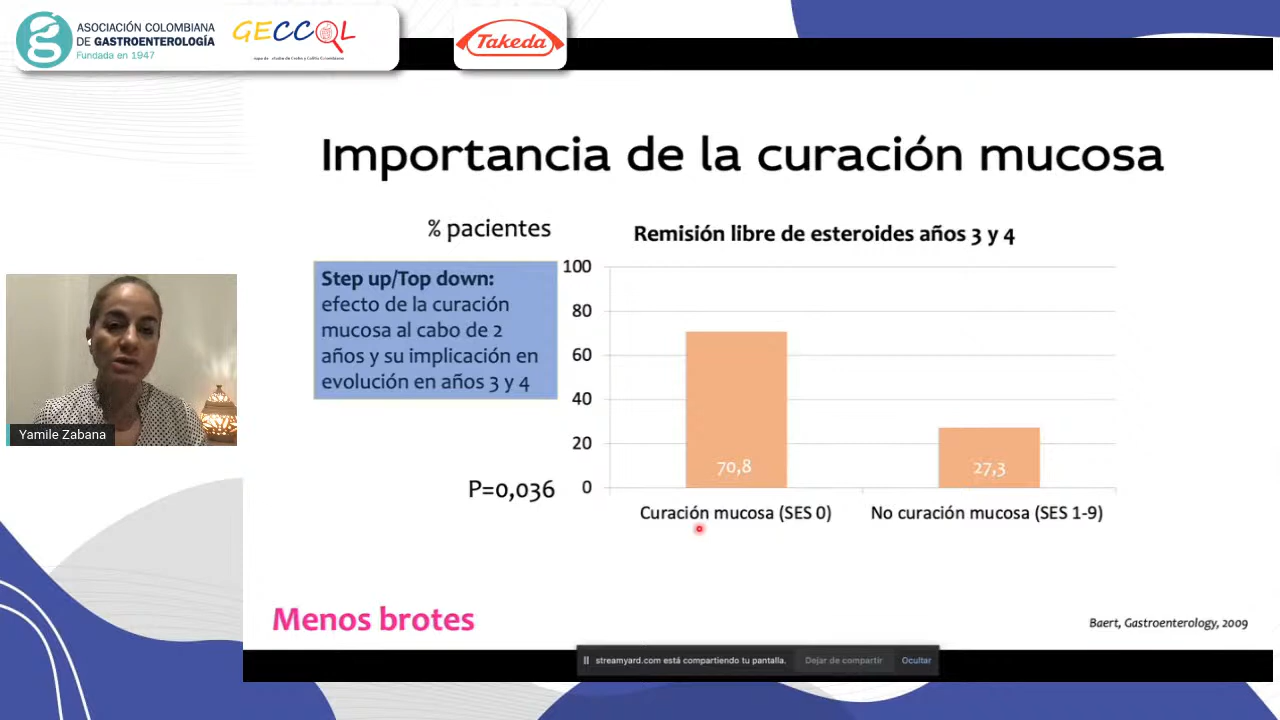 ASOCIACIÓN COLOMBIANA
DE GASTROENTEROLOGÍA
Fundada en 1947
GECCOL
Takeda
Importancia de la curación mucosa
% pacientes
Remisión libre de esteroides años 3 y 4
Step up/Top down:
efecto de la curación
mucosa al cabo de 2
años y su implicación en
evolución en años 3 y 4
100
80
60
40
20
0
70,8
27,3
P=0,036
Curación mucosa (SES 0)
No curación mucosa (SES 1-9)
Yamile Zabana
Menos brotes
Baert, Gastroenterology, 2009
streamyard.com está compartiendo tu pantalla.
Dejar de compartir
Ocultar